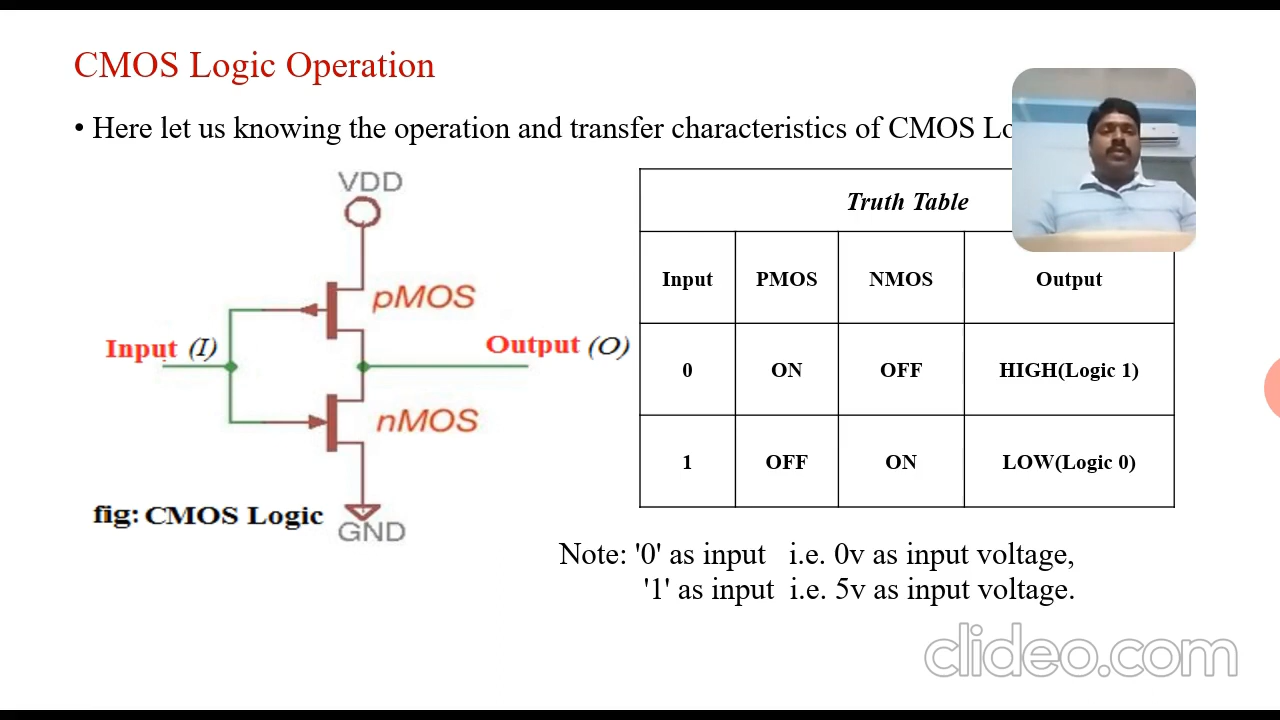 CMOS Logic Operation
• Here let us knowing the operation and transfer characteristics of CMOS
VDD
pMOS
Input (I)
Output (O)
nMOS
fig: CMOS Logic
GND
Truth Table
Input PMOS NMOS Output
0 ON OFF HIGH(Logic 1)
1 OFF ON LOW(Logic 0)
Note: '0' as input i.e. 0v as input voltage,
'1' as input i.e. 5v as input voltage.
clideo.com